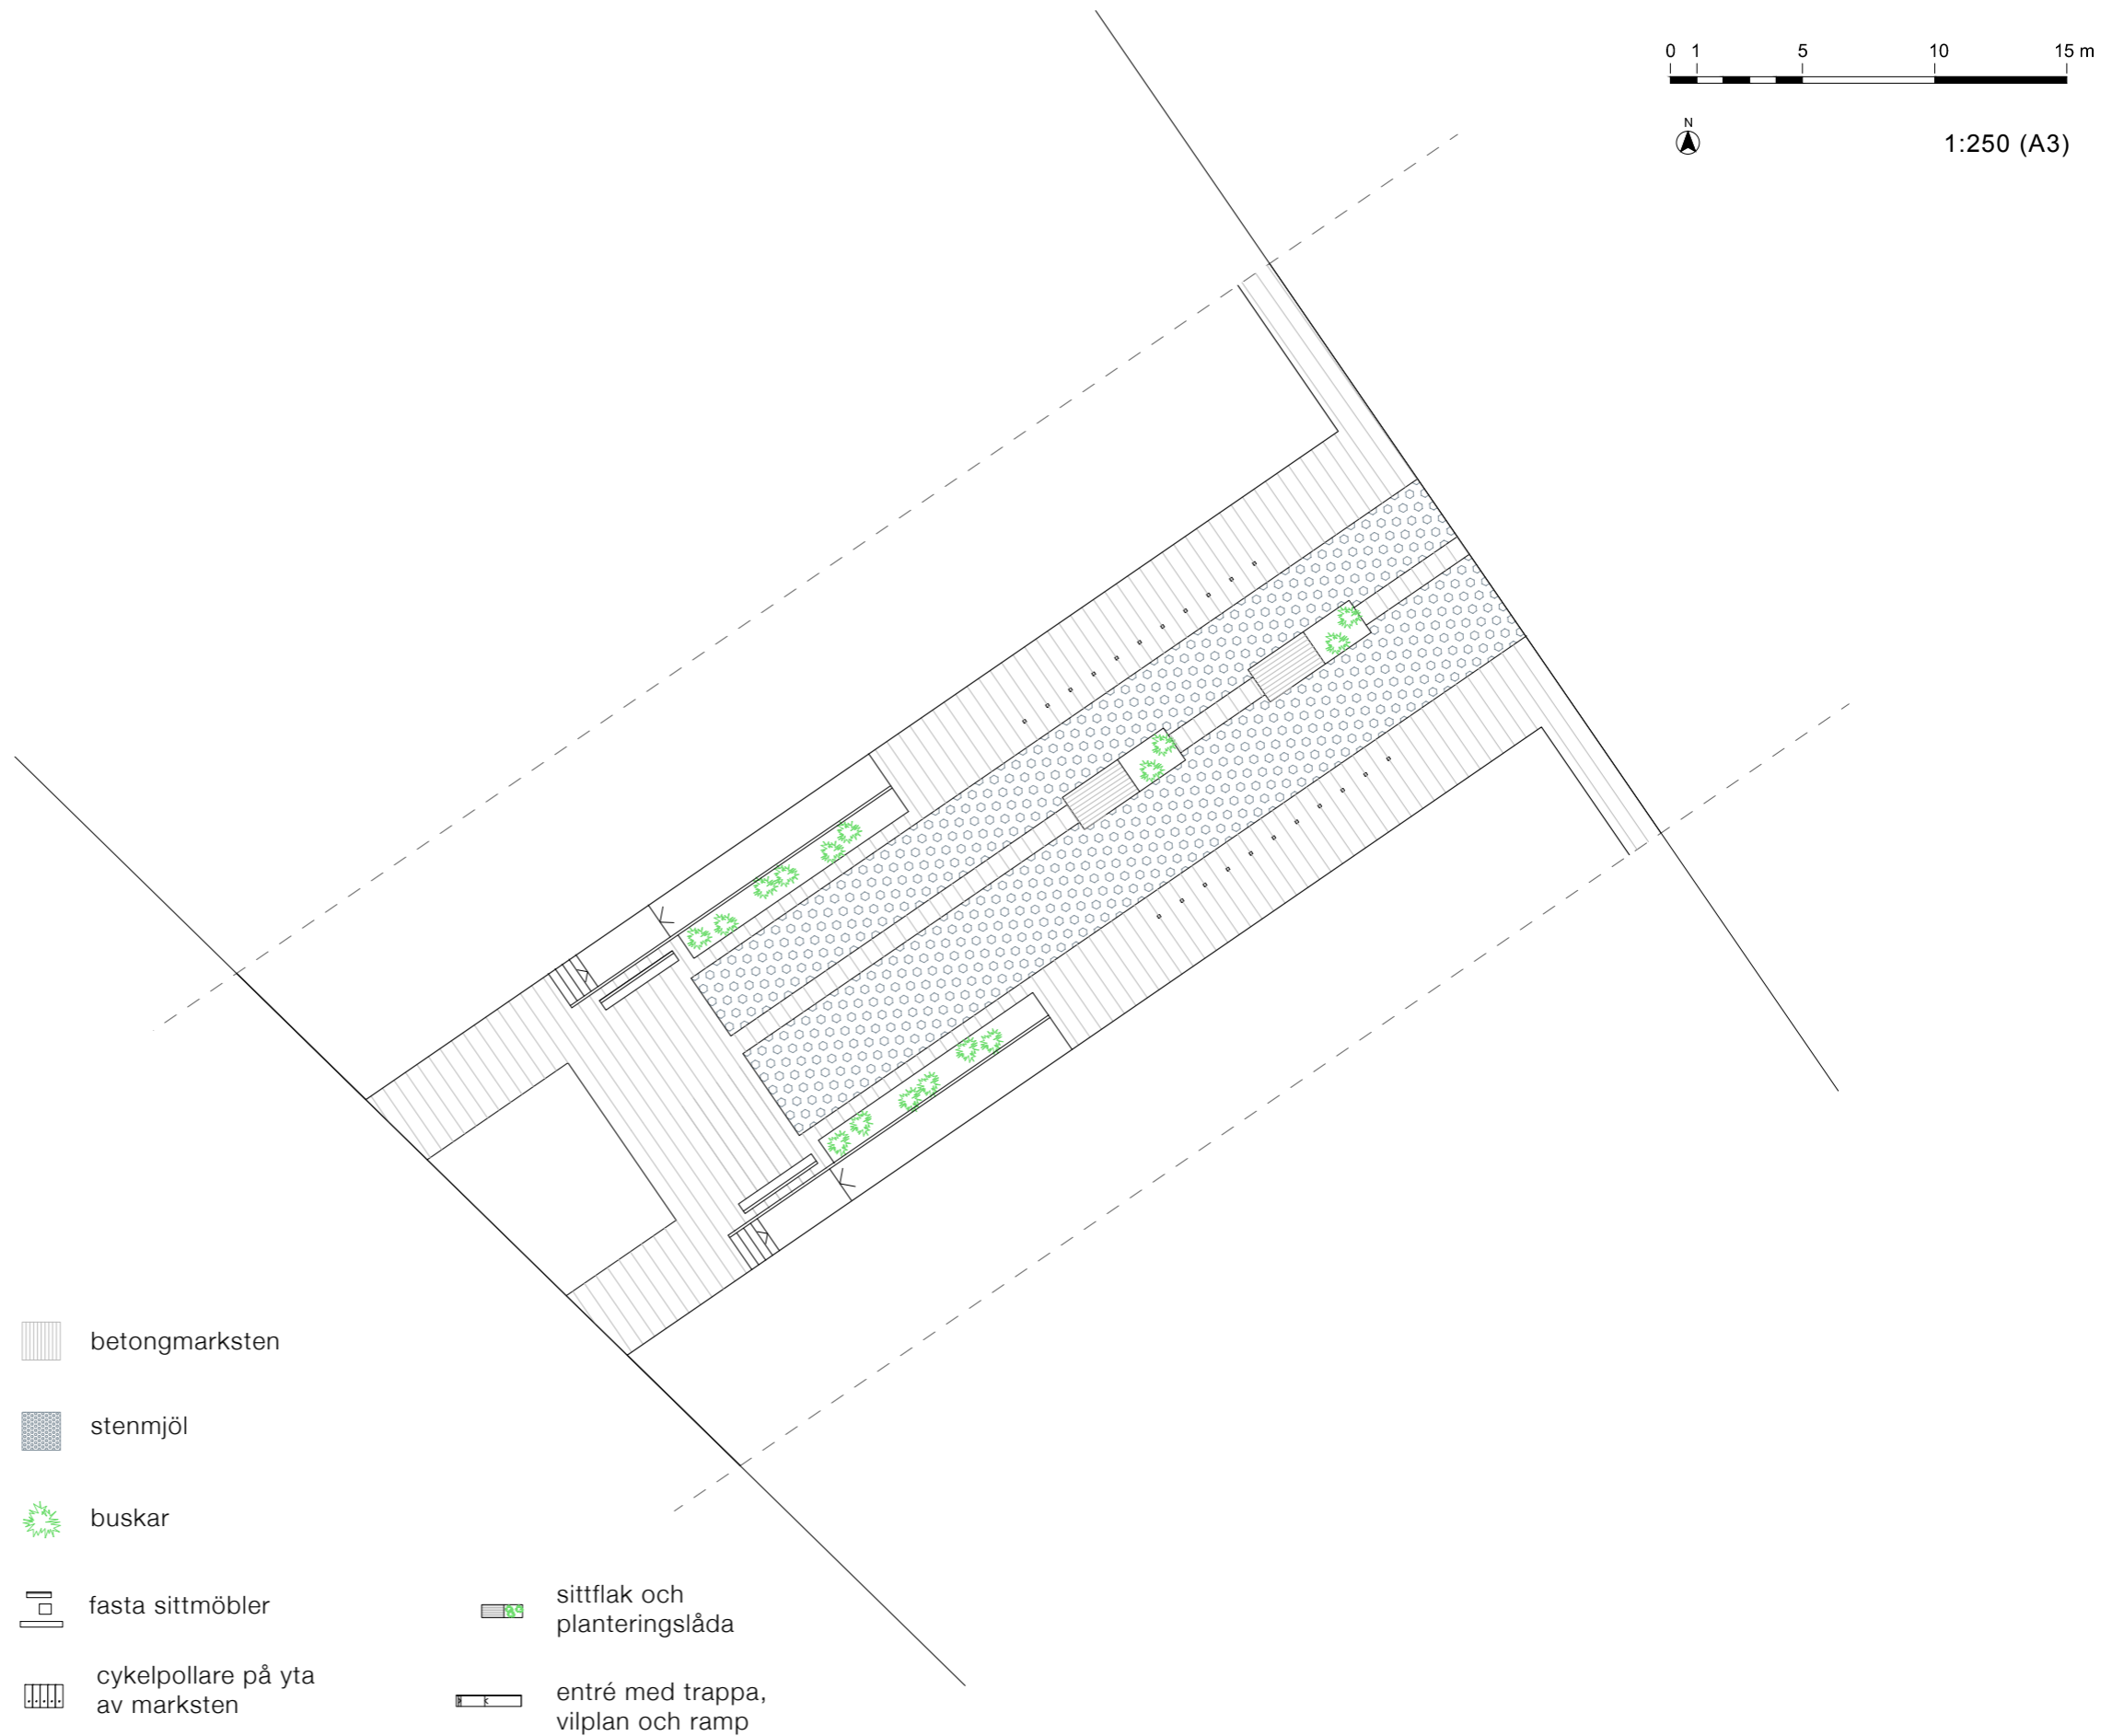 0 1 5 10 15 m
N
1:250 (A3)
betongmarksten
stenmjöl
buskar
fasta sittmöbler
cykelpollare på yta
av marksten
sittflak och
planteringslåda
entré med trappa,
vilplan och ramp